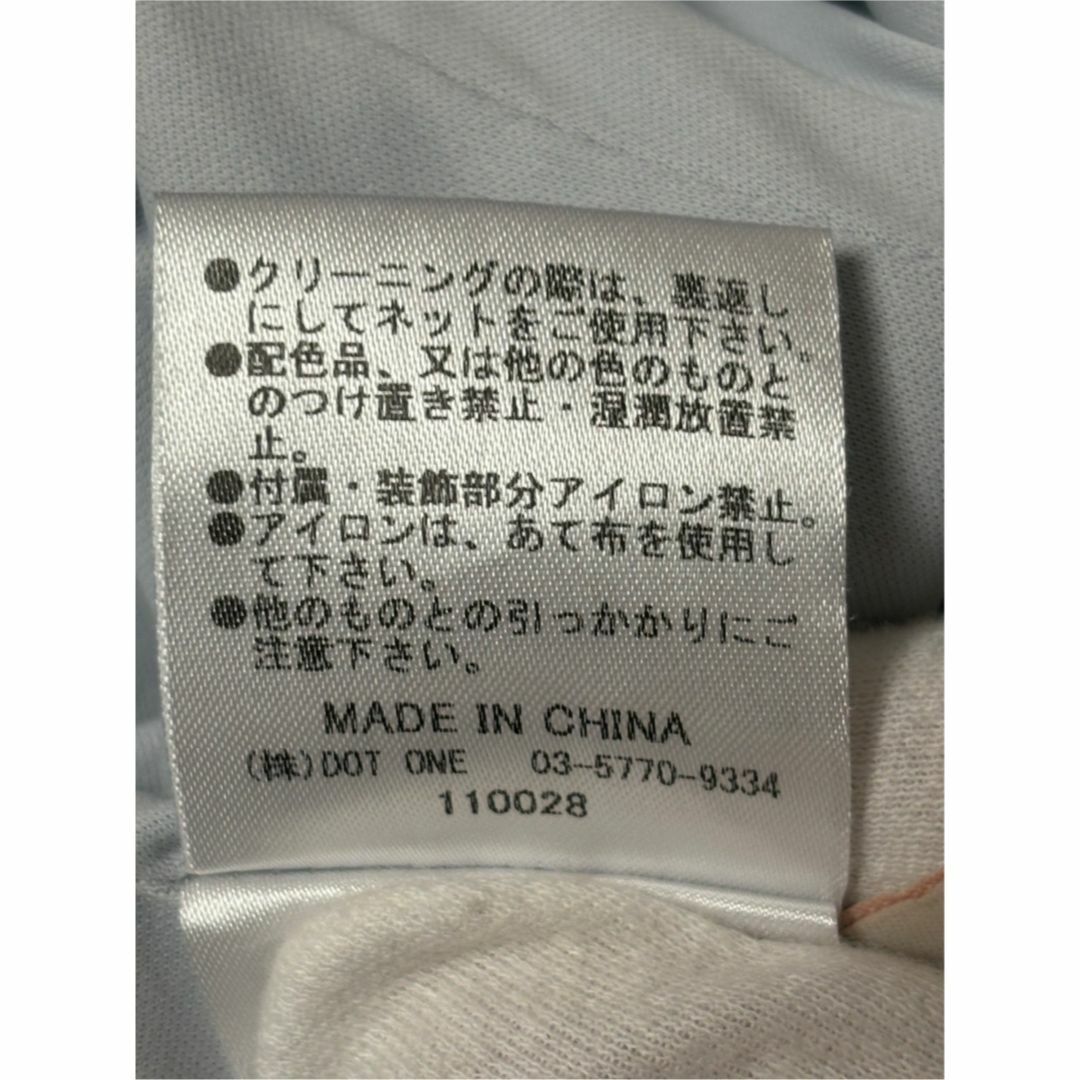 ●クリーニングの際は、裏返し
にしてネットをご使用下さい。
●配色品、又は他の色のものと
のつけ置き禁止・湿潤放置禁
止。
●付属・装飾部分アイロン禁止。
●アイロンは、あて布を使用し
て下さい。
●他のものとの引っかかりにご
注意下さい。
MADE IN CHINA
(株)DOT ONE 03-5770-9334
110028